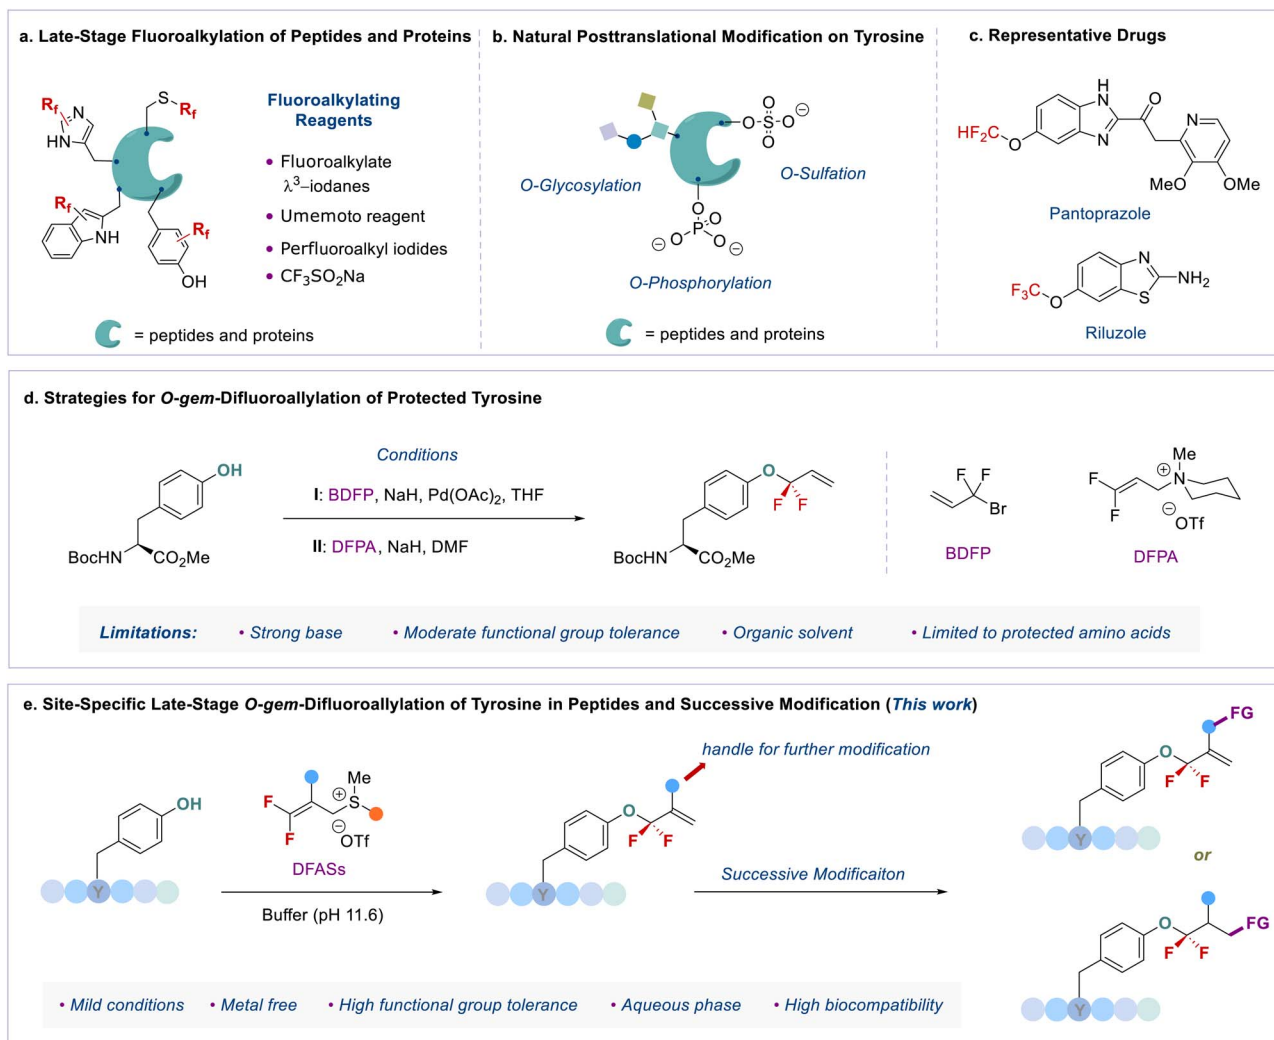 a. Late-Stage Fluoroalkylation of Peptides and Proteins
Rf
N
HN
S
Rf
Rf
NH
Rf
OH
Fluoroalkylating
Reagents
• Fluoroalkylate
λ³–iodanes
• Umemoto reagent
• Perfluoroalkyl iodides
• CF₃SO₂Na
= peptides and proteins
b. Natural Posttranslational Modification on Tyrosine
O
O
S
O
⊖
O
O-Glycosylation
O-Sulfation
O
P
O
⊖ O
O ⊖
O-Phosphorylation
= peptides and proteins
c. Representative Drugs
H
N
O
N
HF₂C
O
N
MeO
OMe
Pantoprazole
N
NH₂
F₃C
O
S
Riluzole
d. Strategies for O-gem-Difluoroallylation of Protected Tyrosine
OH
BocHN
CO₂Me
Conditions
I: BDFP, NaH, Pd(OAc)₂, THF
II: DFPA, NaH, DMF
O
F F
BocHN
CO₂Me
F F
Br
BDFP
Me
F
⊕
N
F
⊖
OTf
DFPA
Limitations: • Strong base • Moderate functional group tolerance • Organic solvent • Limited to protected amino acids
e. Site-Specific Late-Stage O-gem-Difluoroallylation of Tyrosine in Peptides and Successive Modification (This work)
OH
Y
Me
F
⊕
S
F
⊖
OTf
DFASs
Buffer (pH 11.6)
handle for further modification
O
F F
Y
Successive Modificaiton
FG
O
F F
Y
or
FG
O
F F
Y
• Mild conditions • Metal free • High functional group tolerance • Aqueous phase • High biocompatibility